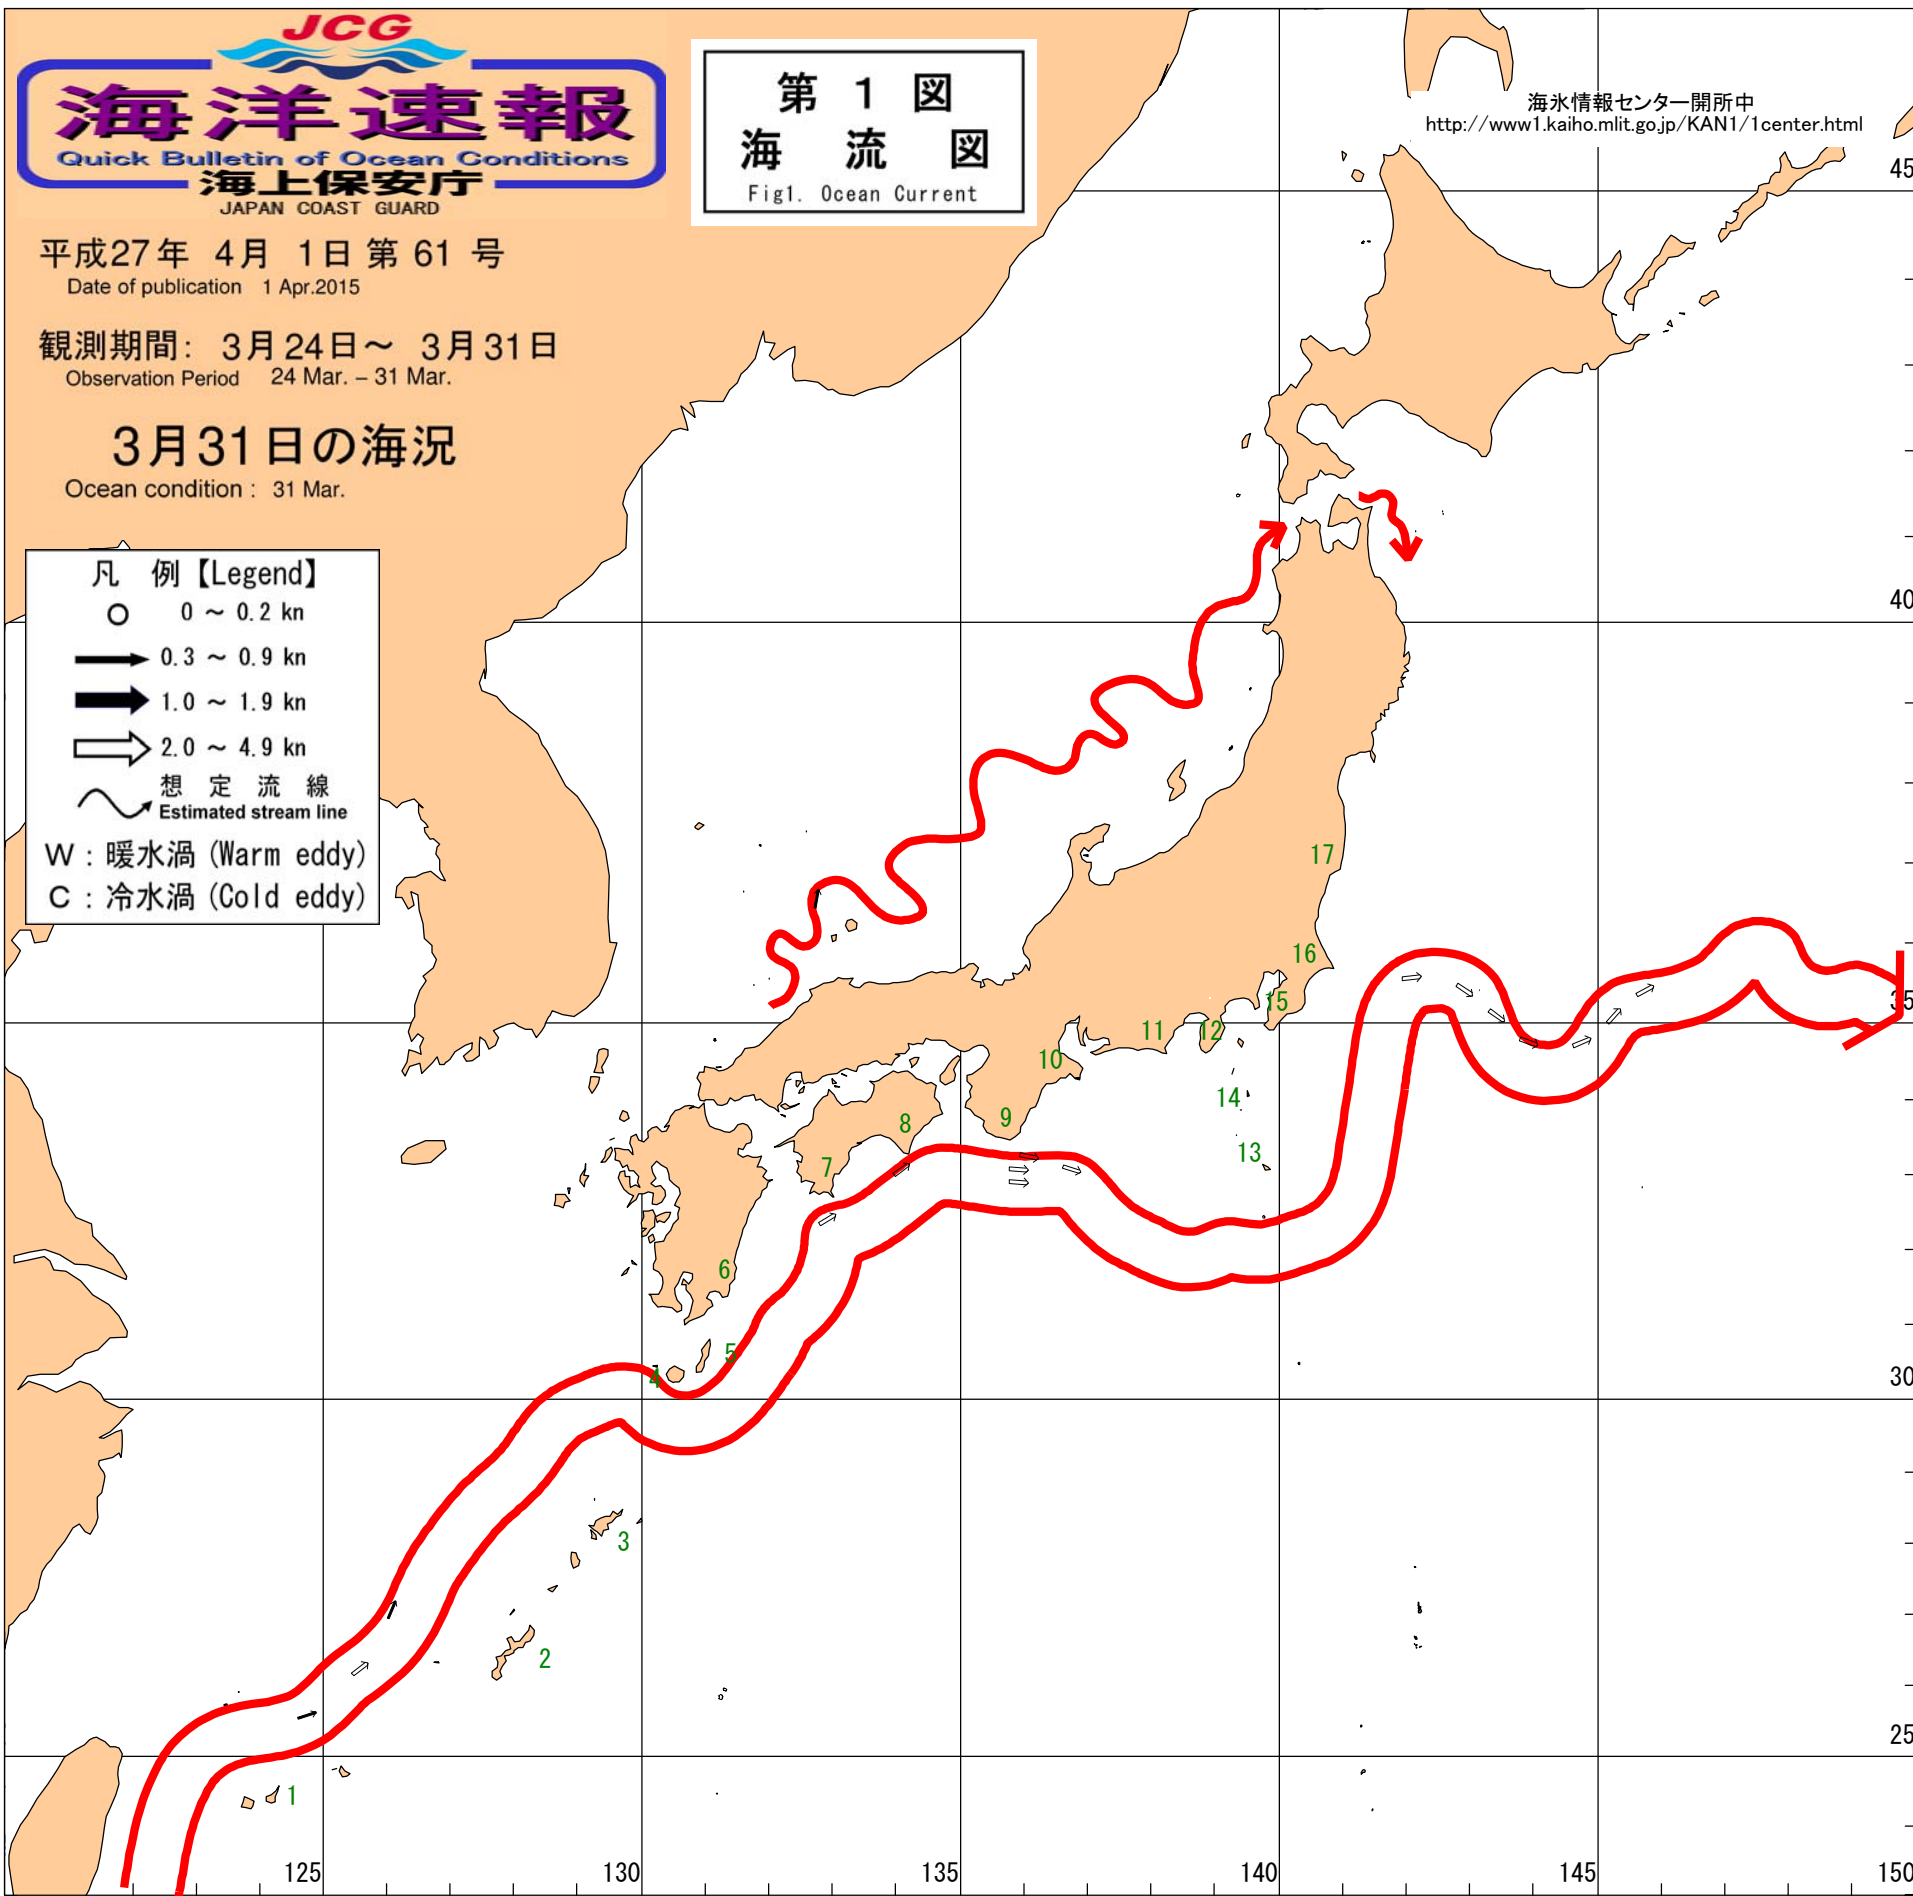 JCG
海洋速報
Quick Bulletin of Ocean Conditions
海上保安庁
JAPAN COAST GUARD
第 1 図
海 流 図
Fig1. Ocean Current
海氷情報センター開所中
http://www1.kaiho.mlit.go.jp/KAN1/1center.html
平成27年 4月 1日 第 61 号
Date of publication 1 Apr.2015
観測期間: 3月24日～ 3月31日
Observation Period 24 Mar. – 31 Mar.
3月31日の海況
Ocean condition : 31 Mar.
凡 例【Legend】
0 ～ 0.2 kn
0.3 ～ 0.9 kn
1.0 ～ 1.9 kn
2.0 ～ 4.9 kn
想 定 流 線
Estimated stream line
W : 暖水渦 (Warm eddy)
C : 冷水渦 (Cold eddy)
45
40
35
30
25
17
16
15
12
11
10
14
13
9
8
7
6
5
4
3
2
1
125
130
135
140
145
150